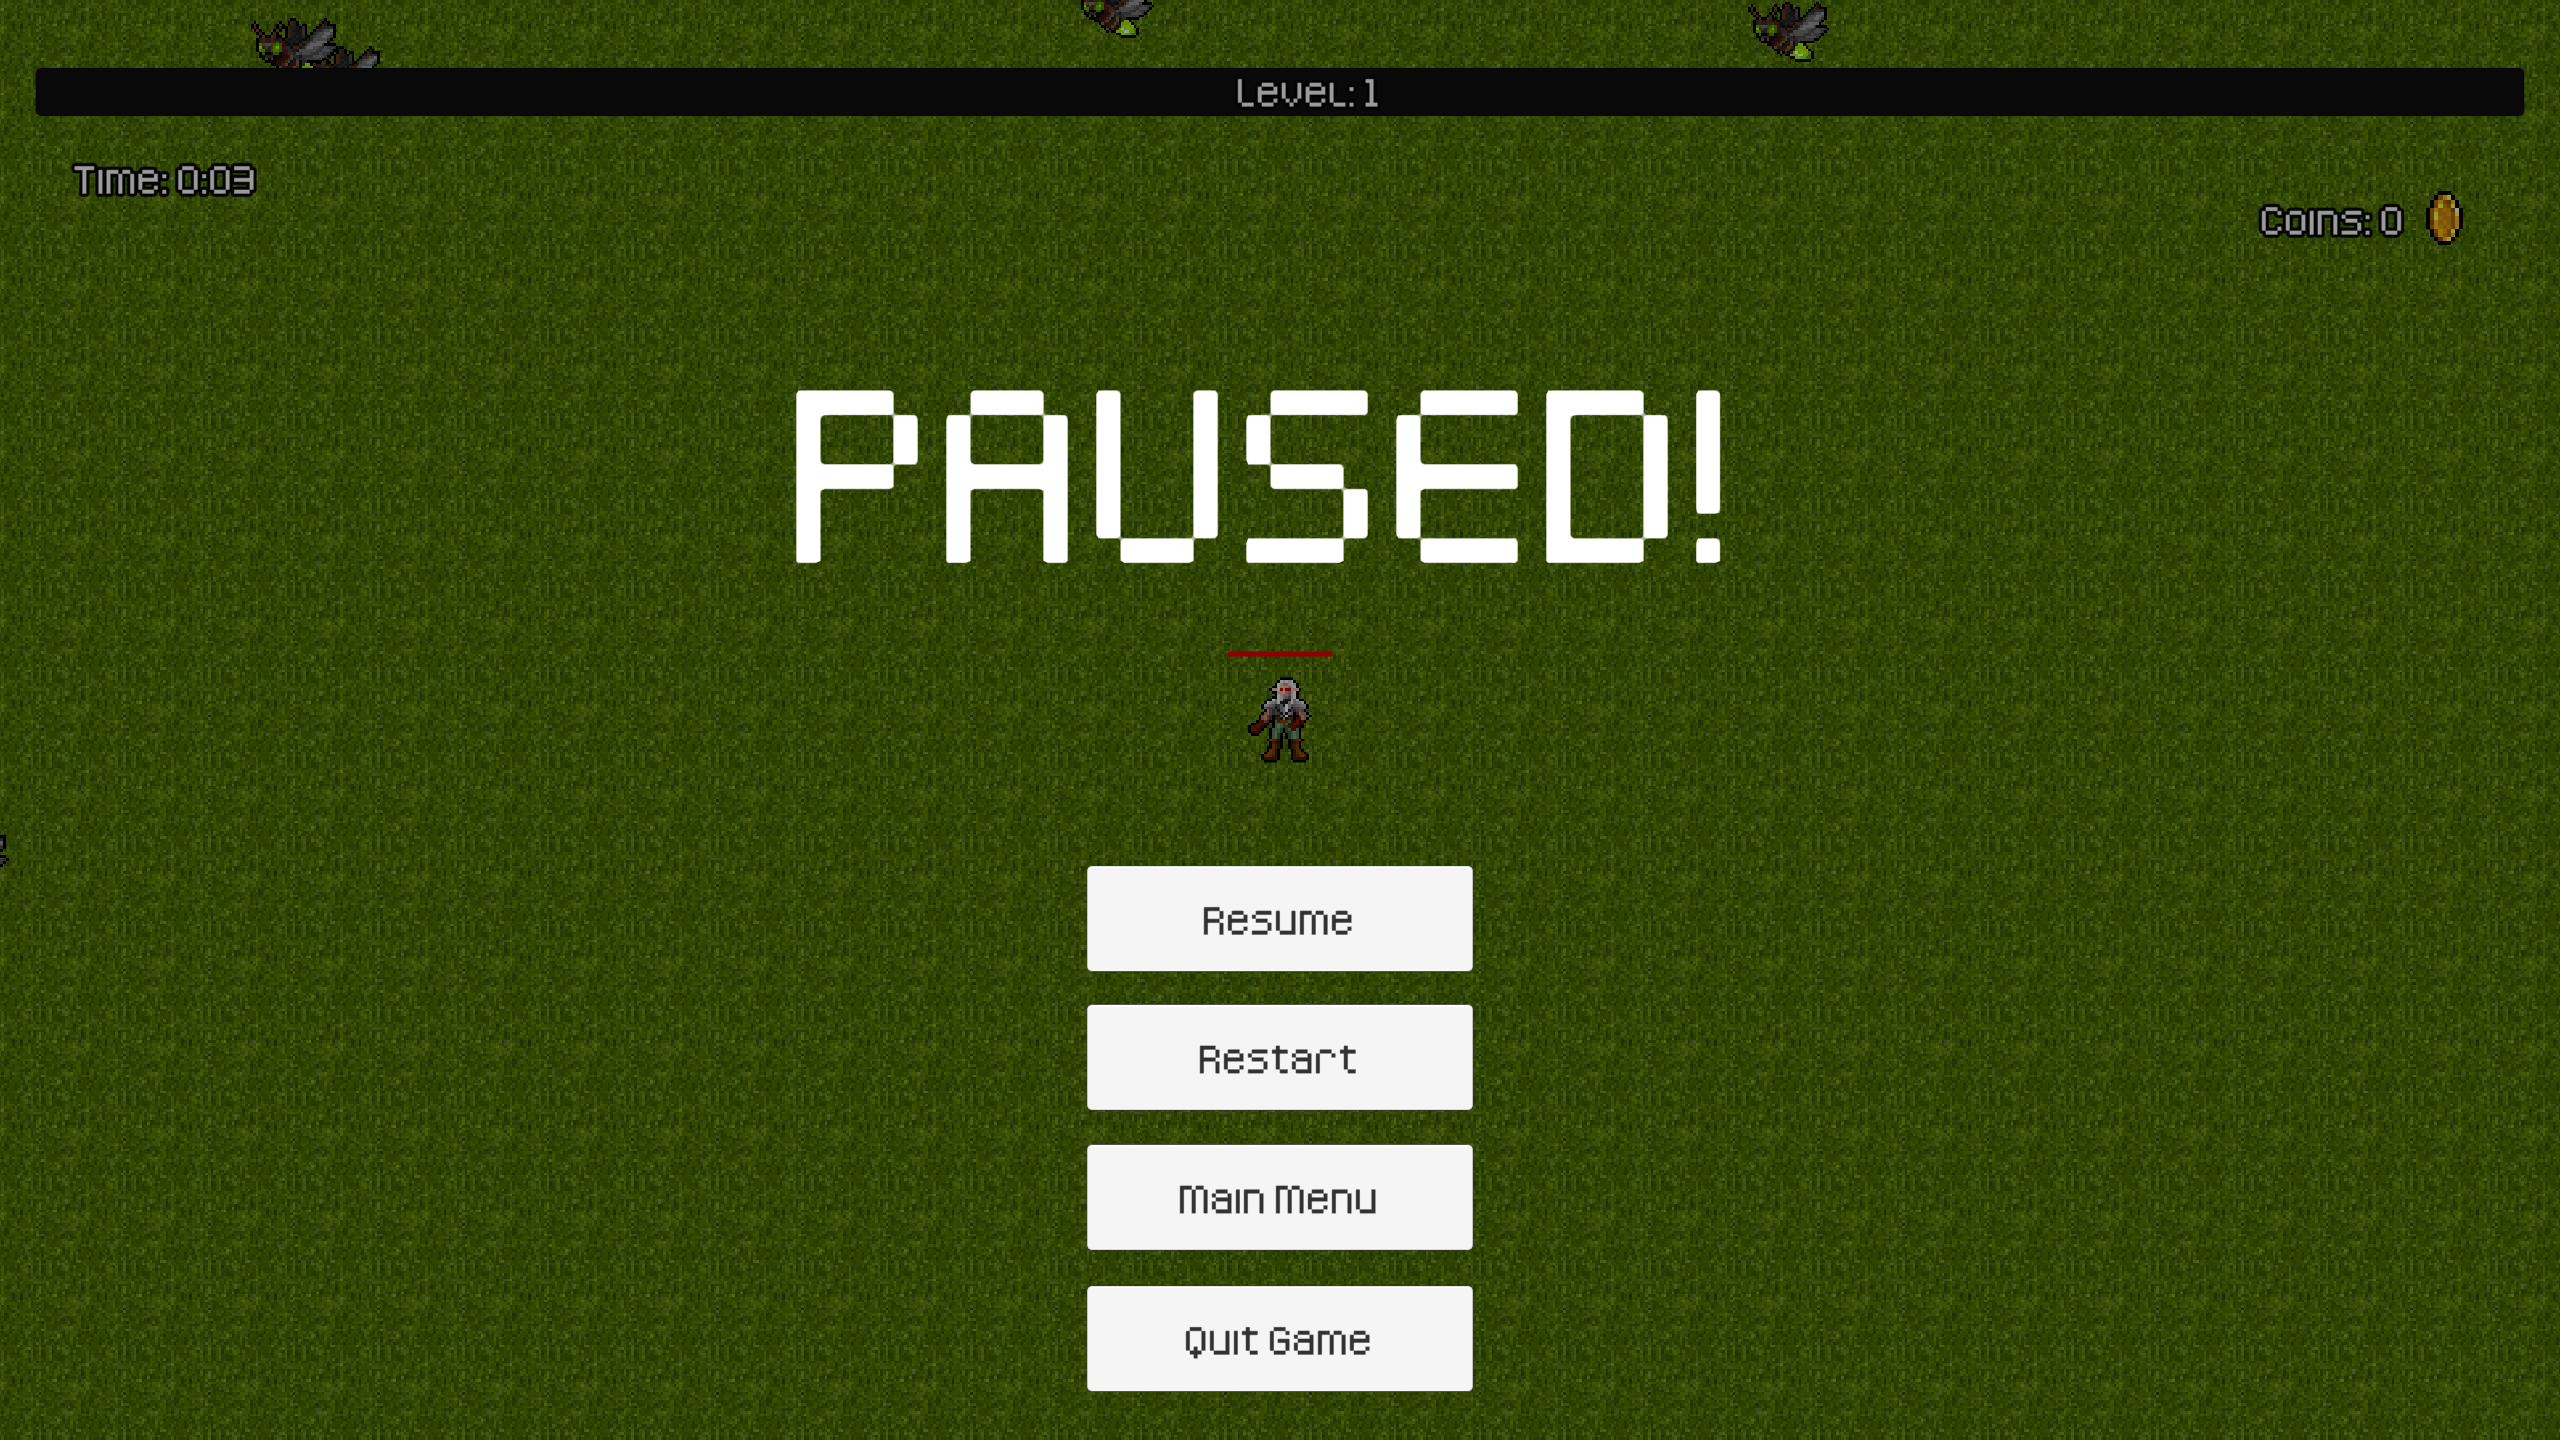 Level: 1
Time: 0:03
Coins: 0
PAUSED!
Resume
Restart
Main Menu
Quit Game